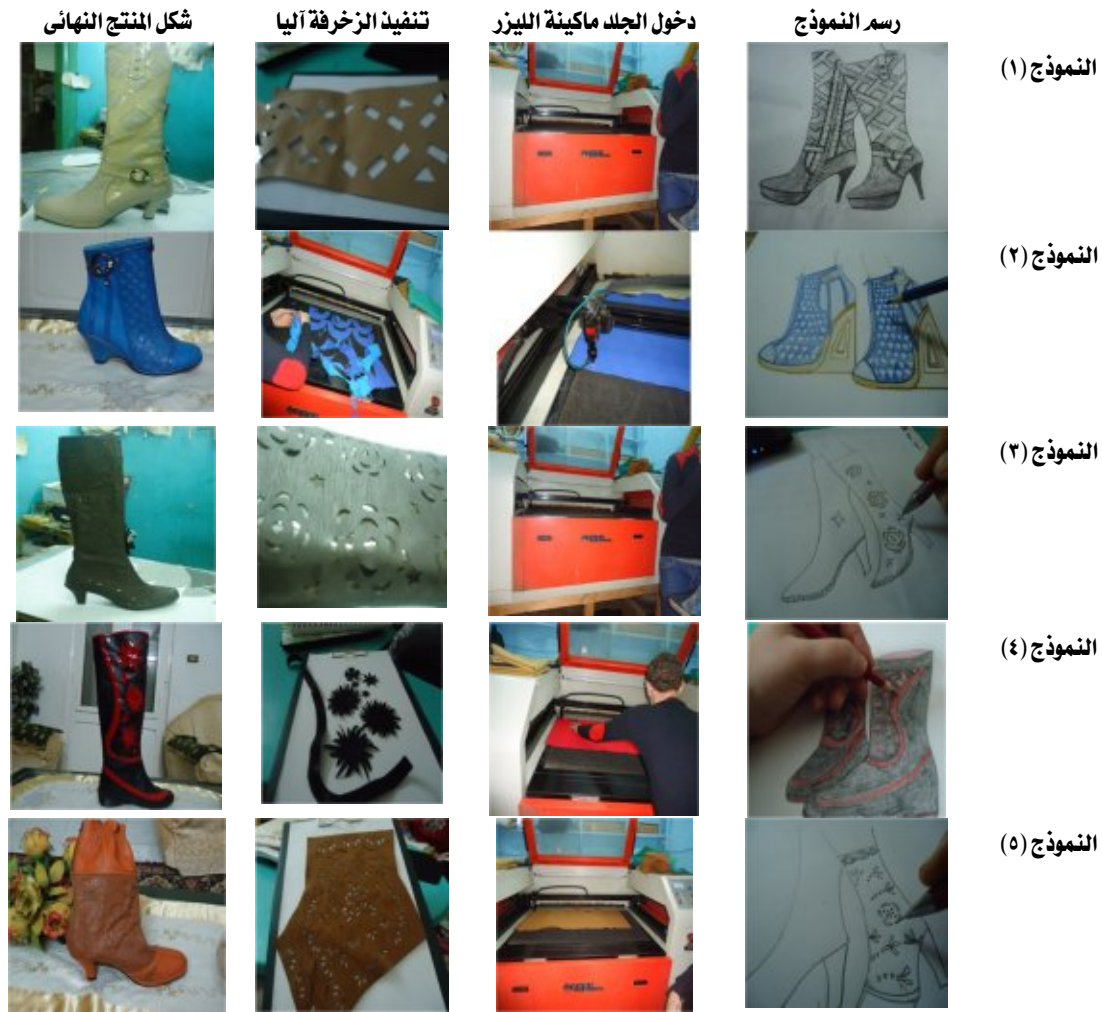 رسم النموذج
دخول الجلد ماكينة الليزر
تنفيذ الزخرفة آليا
شكل المنتج النهائى
النموذج (١)
النموذج (٢)
النموذج (٣)
النموذج (٤)
النموذج (٥)